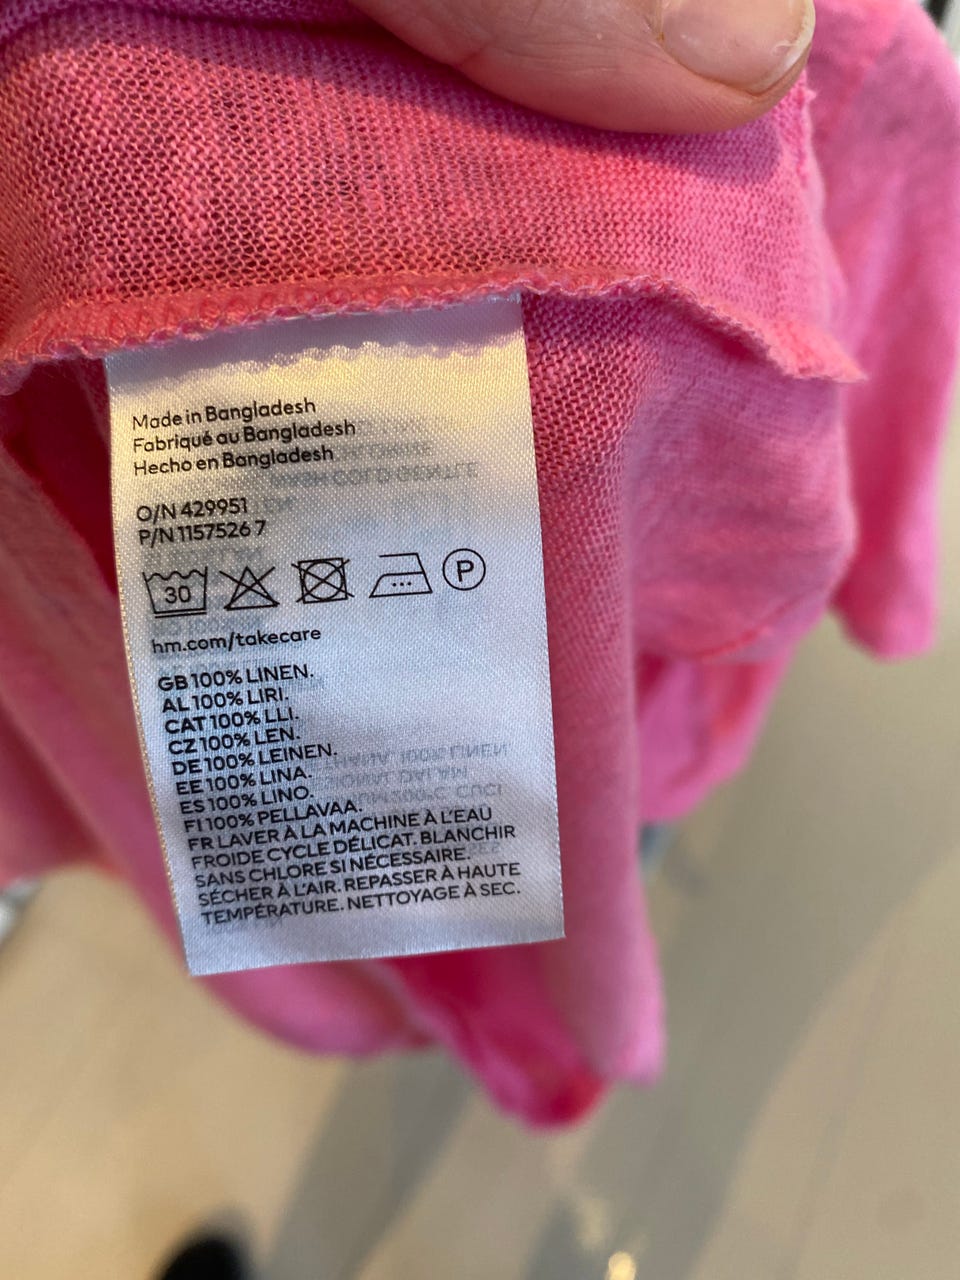 Made in Bangladesh
Fabriqué au Bangladesh
Hecho en Bangladesh
O/N 429951
P/N 1157526 7
30 P
hm.com/takecare
GB 100% LINEN.
AL 100% LIRI.
CAT 100% LLI.
CZ 100% LEN.
DE 100% LEINEN.
EE 100% LINA.
ES 100% LINO.
FI 100% PELLAVAA.
FR LAVER À LA MACHINE À L'EAU
FROIDE CYCLE DÉLICAT. BLANCHIR
SANS CHLORE SI NÉCESSAIRE.
SÉCHER À L'AIR. REPASSER À HAUTE
TEMPÉRATURE. NETTOYAGE À SEC.